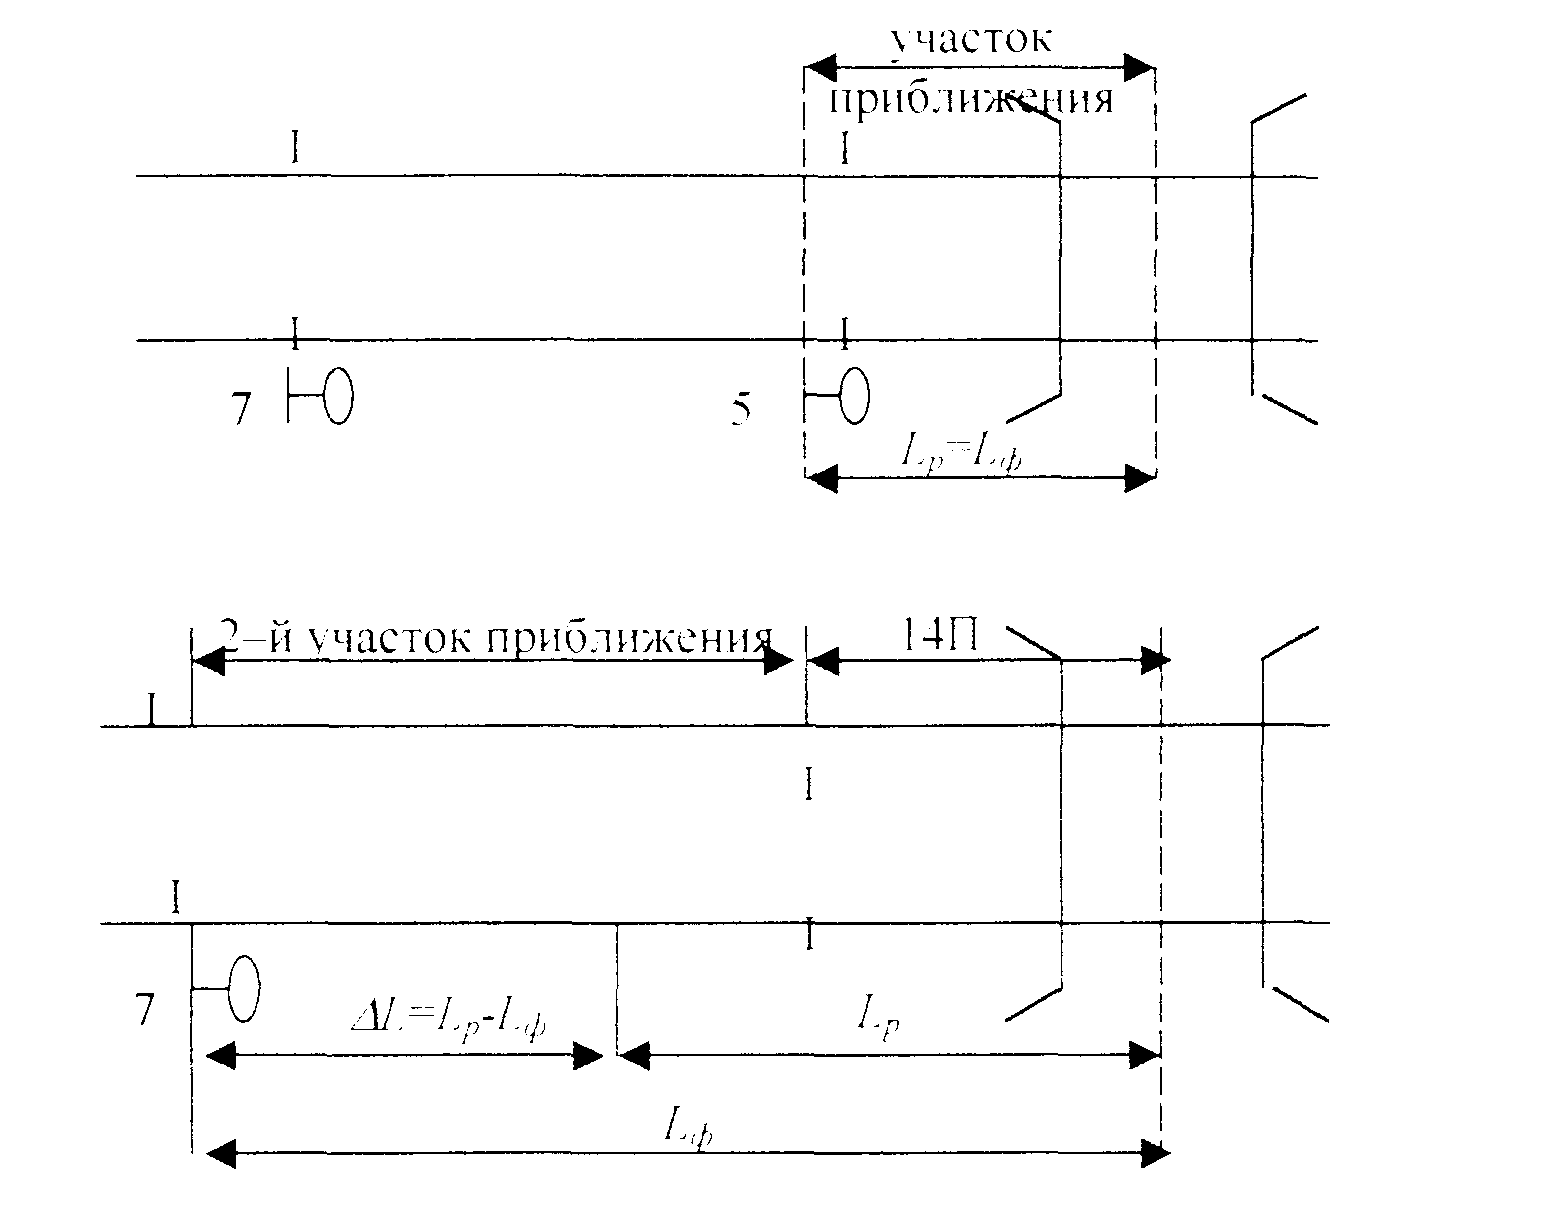 участок
приближения
I I
I I
7 5
Lр=Lф
2–й участок приближения 14П
I
I
I
I
7
ΔL=Lр-Lф Lр
Lф